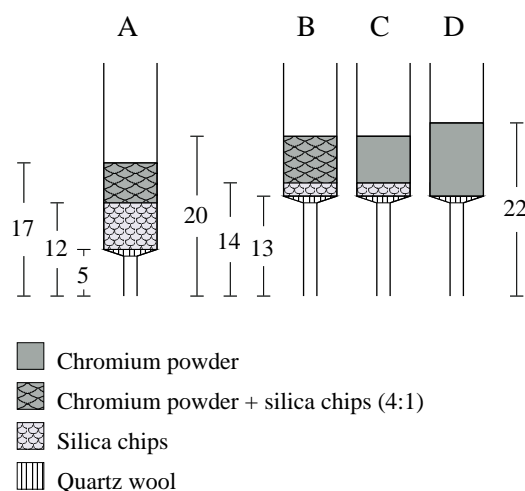 A B C D
17 12 5 20 14 13 22
Chromium powder
Chromium powder + silica chips (4:1)
Silica chips
Quartz wool